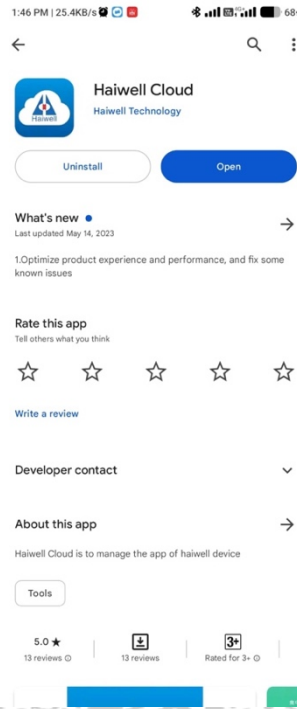 1:46 PM | 25.4KB/s
68
Haiwell
Haiwell Cloud
Haiwell Technology
Uninstall
Open
What's new
Last updated May 14, 2023
1.Optimize product experience and performance, and fix some
known issues
Rate this app
Tell others what you think
Write a review
Developer contact
About this app
Haiwell Cloud is to manage the app of haiwell device
Tools
5.0 ★
3+
13 reviews
13 reviews
Rated for 3+